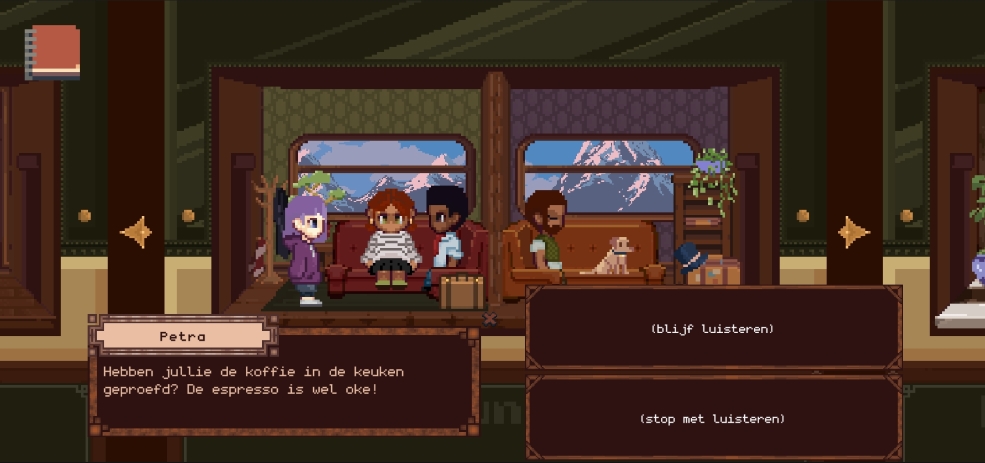 Petra
Hebben jullie de koffie in de keuken
geproefd? De espresso is wel oke!
(blijf luisteren)
(stop met luisteren)